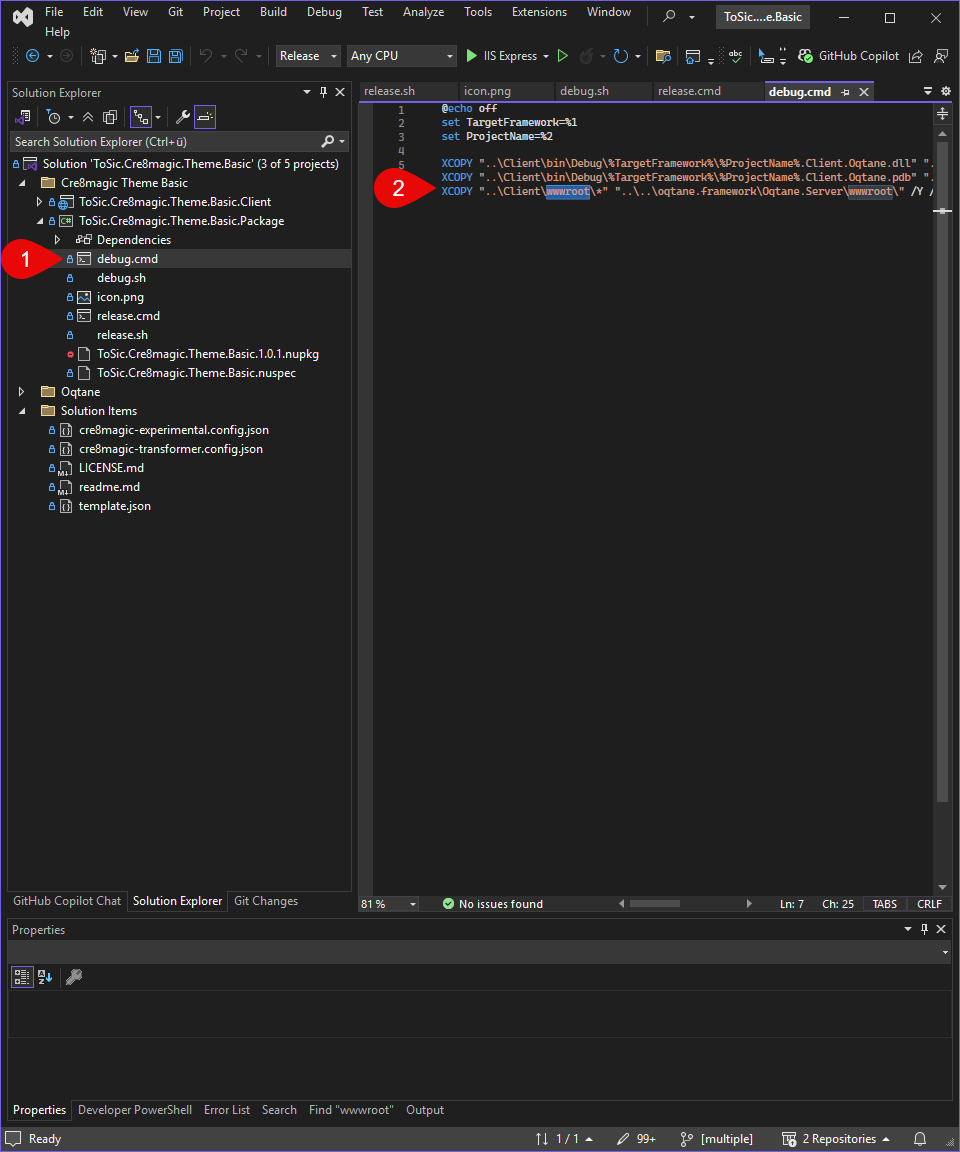 File Edit View Git Project Build Debug Test Analyze Tools Extensions Window ToSic....e.Basic
Help
Release Any CPU IIS Express GitHub Copilot
Solution Explorer
Search Solution Explorer (Ctrl+ü)
Solution 'ToSic.Cre8magic.Theme.Basic' (3 of 5 projects)
Cre8magic Theme Basic
ToSic.Cre8magic.Theme.Basic.Client
ToSic.Cre8magic.Theme.Basic.Package
Dependencies
1 debug.cmd
debug.sh
icon.png
release.cmd
release.sh
ToSic.Cre8magic.Theme.Basic.1.0.1.nupkg
ToSic.Cre8magic.Theme.Basic.nuspec
Oqtane
Solution Items
cre8magic-experimental.config.json
cre8magic-transformer.config.json
LICENSE.md
readme.md
template.json
GitHub Copilot Chat Solution Explorer Git Changes
release.sh icon.png debug.sh release.cmd debug.cmd
1 @echo off
2 set TargetFramework=%1
3 set ProjectName=%2
4
5 XCOPY "..\Client\bin\Debug\%TargetFramework%\%ProjectName%.Client.Oqtane.dll" ".
XCOPY "..\Client\bin\Debug\%TargetFramework%\%ProjectName%.Client.Oqtane.pdb" ".
2 XCOPY "..\Client\wwwroot\*" "..\..\oqtane.framework\Oqtane.Server\wwwroot\" /Y /
81 % No issues found Ln: 7 Ch: 25 TABS CRLF
Properties
Properties Developer PowerShell Error List Search Find "wwwroot" Output
Ready 1 / 1 99+ [multiple] 2 Repositories